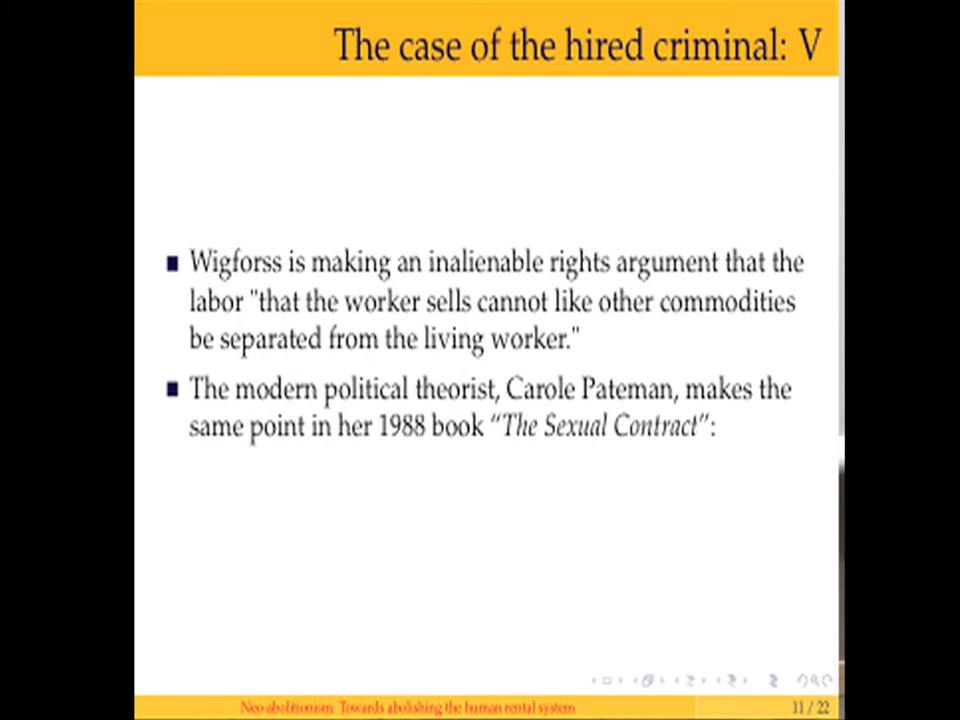 The case of the hired criminal: V
■ Wigforss is making an inalienable rights argument that the
labor "that the worker sells cannot like other commodities
be separated from the living worker."
■ The modern political theorist, Carole Pateman, makes the
same point in her 1988 book “The Sexual Contract”:
Neo-abolitionism: Towards abolishing the human rental system
11 / 22